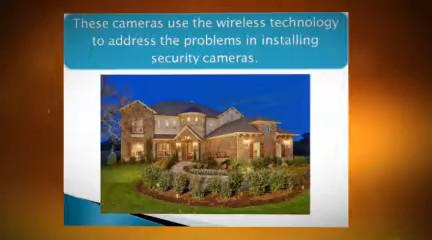 These cameras use the wireless technology
to address the problems in installing
security cameras.